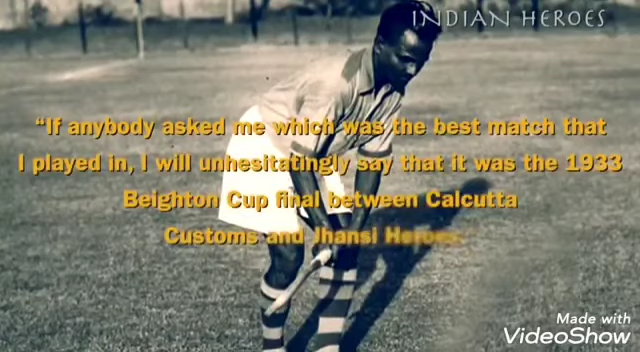 INDIAN HEROES
“If anybody asked me which was the best match that
I played in, I will unhesitatingly say that it was the 1933
Beighton Cup final between Calcutta
Customs and Jhansi Heroes.
Made with
VideoShow